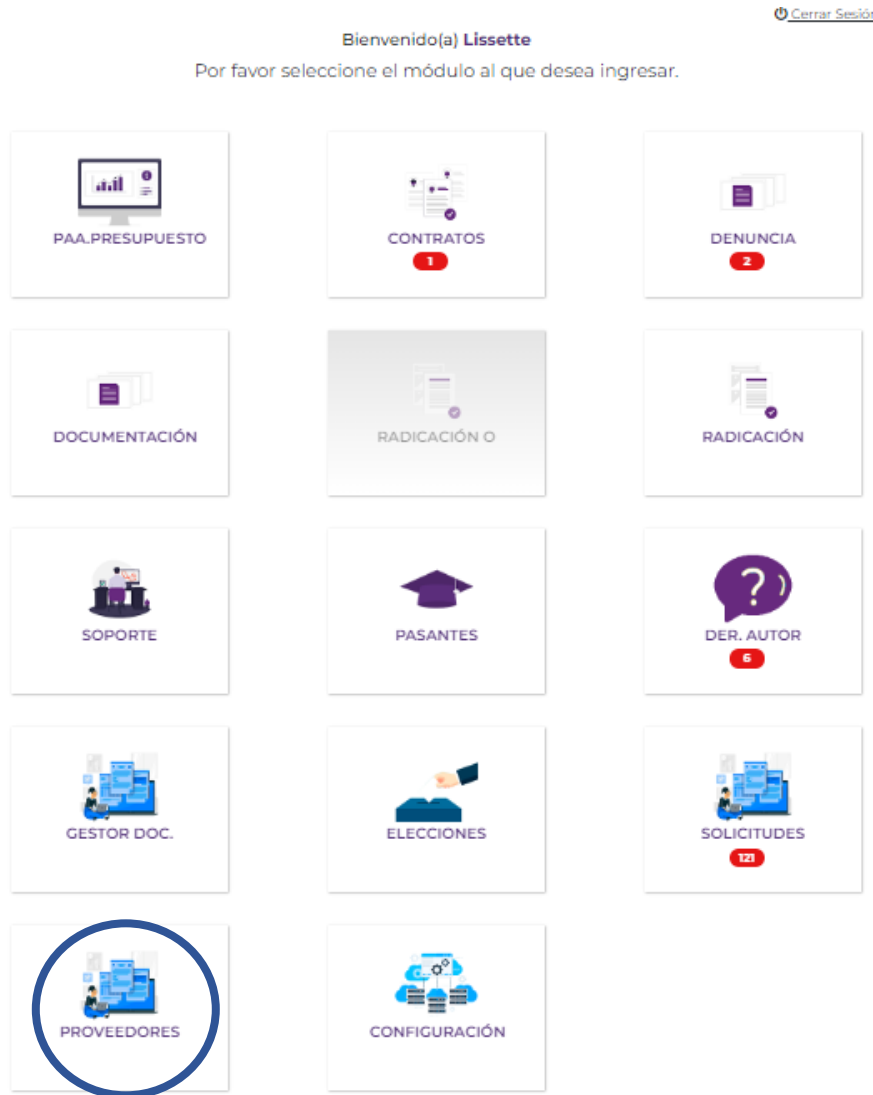 Cerrar Sesión
Bienvenido(a) Lissette
Por favor seleccione el módulo al que desea ingresar.
PAA.PRESUPUESTO
CONTRATOS
1
DENUNCIA
2
DOCUMENTACIÓN
RADICACIÓN O
RADICACIÓN
SOPORTE
PASANTES
?
DER. AUTOR
6
GESTOR DOC.
ELECCIONES
SOLICITUDES
121
PROVEEDORES
CONFIGURACIÓN